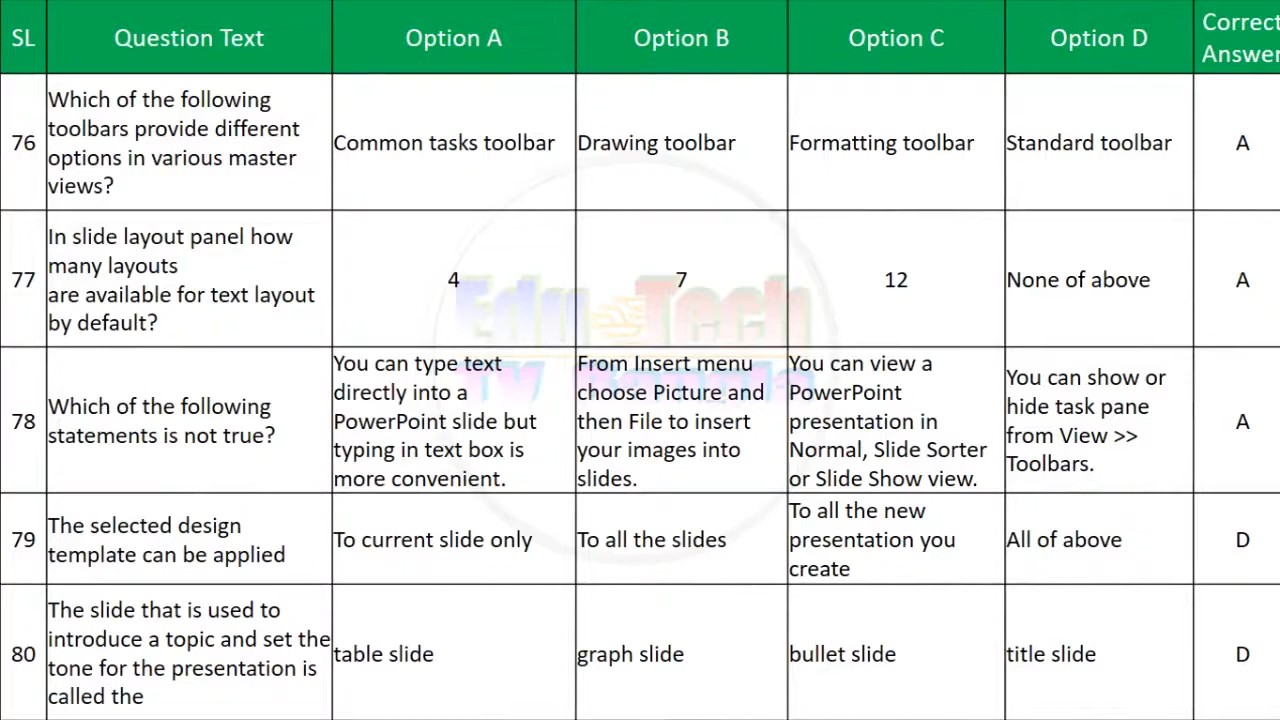 SL Question Text Option A Option B Option C Option D Correct Answer
76
Which of the following
toolbars provide different
options in various master
views?
Common tasks toolbar
Drawing toolbar
Formatting toolbar
Standard toolbar
A
77
In slide layout panel how
many layouts
are available for text layout
by default?
4
7
12
None of above
A
78
Which of the following
statements is not true?
You can type text
directly into a
PowerPoint slide but
typing in text box is
more convenient.
From Insert menu
choose Picture and
then File to insert
your images into
slides.
You can view a
PowerPoint
presentation in
Normal, Slide Sorter
or Slide Show view.
You can show or
hide task pane
from View >>
Toolbars.
A
79
The selected design
template can be applied
To current slide only
To all the slides
To all the new
presentation you
create
All of above
D
80
The slide that is used to
introduce a topic and set the
tone for the presentation is
called the
table slide
graph slide
bullet slide
title slide
D
Edu Tech
TV Bangla